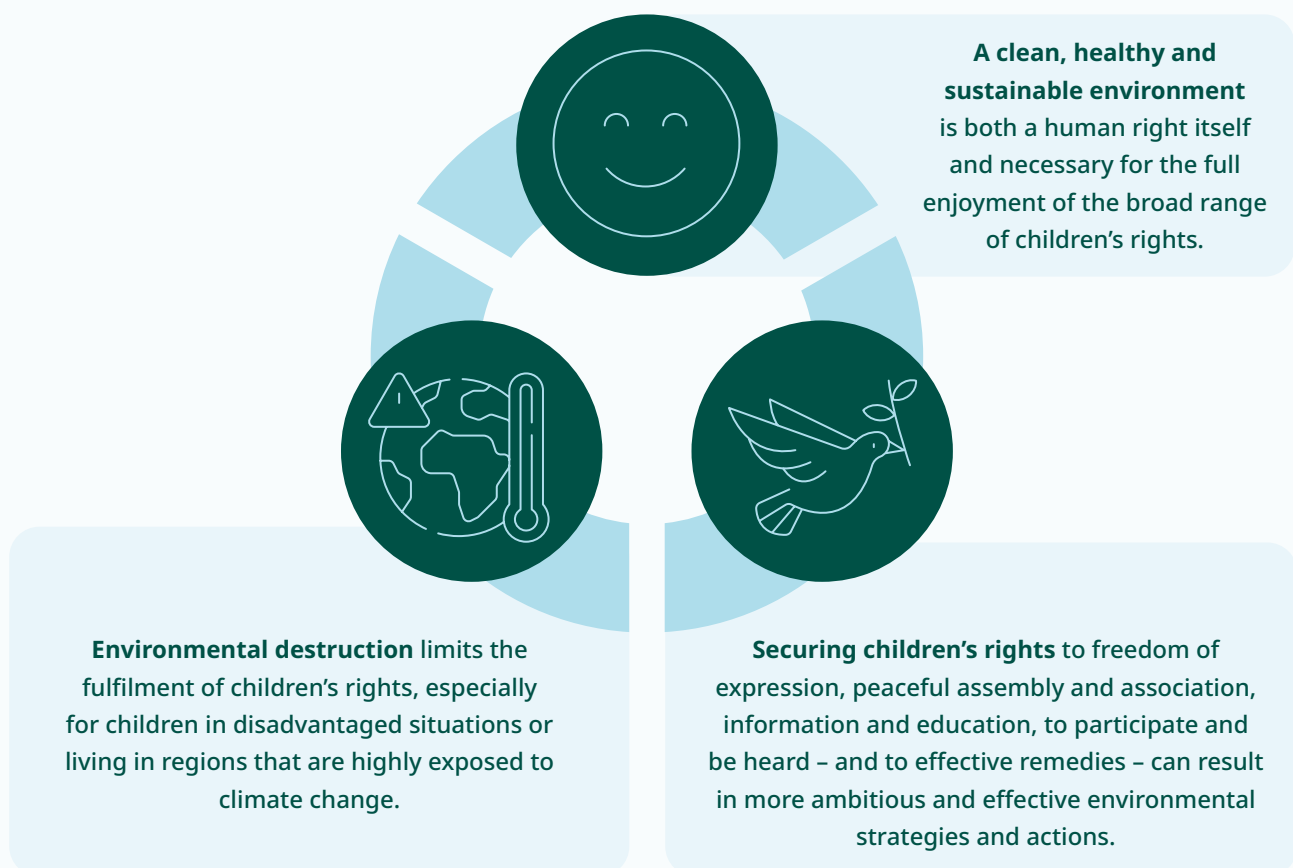 A clean, healthy and
sustainable environment
is both a human right itself
and necessary for the full
enjoyment of the broad range
of children’s rights.
Environmental destruction limits the
fulfilment of children’s rights, especially
for children in disadvantaged situations or
living in regions that are highly exposed to
climate change.
Securing children’s rights to freedom of
expression, peaceful assembly and association,
information and education, to participate and
be heard – and to effective remedies – can result
in more ambitious and effective environmental
strategies and actions.